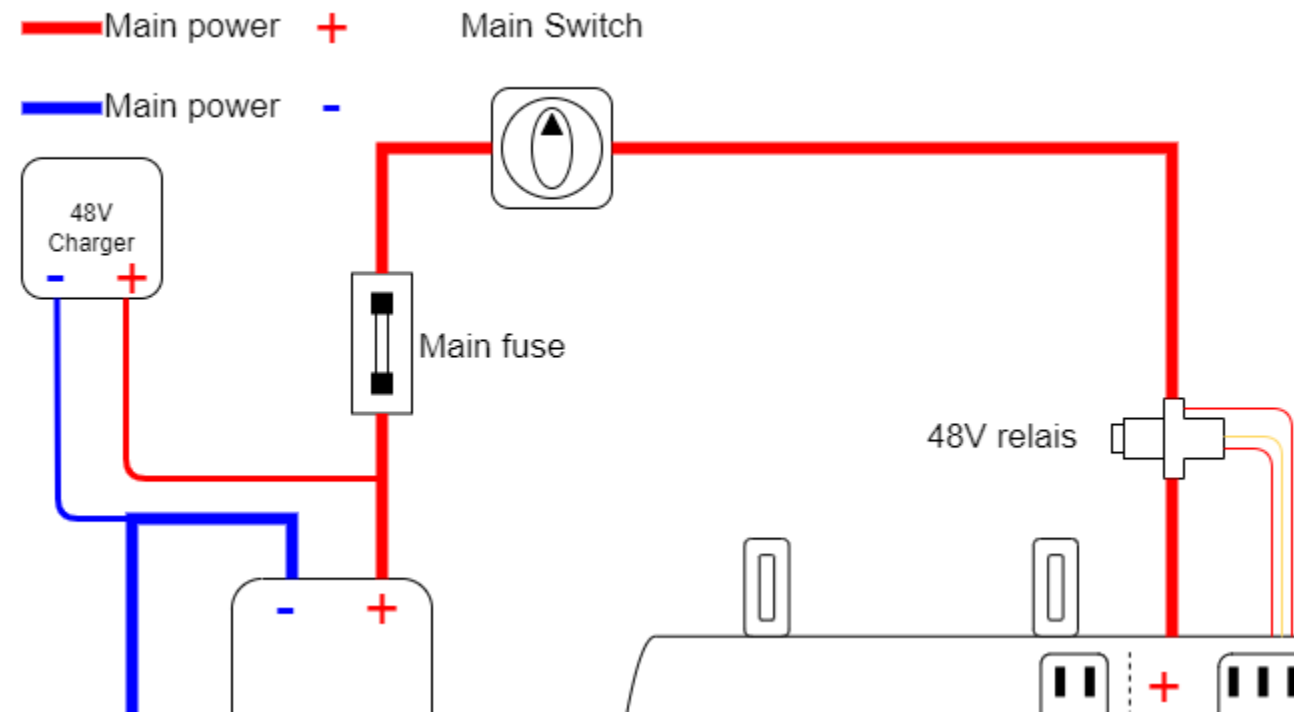 Main power +
Main Switch
Main power -
48V
Charger
- +
Main fuse
48V relais
- +
+